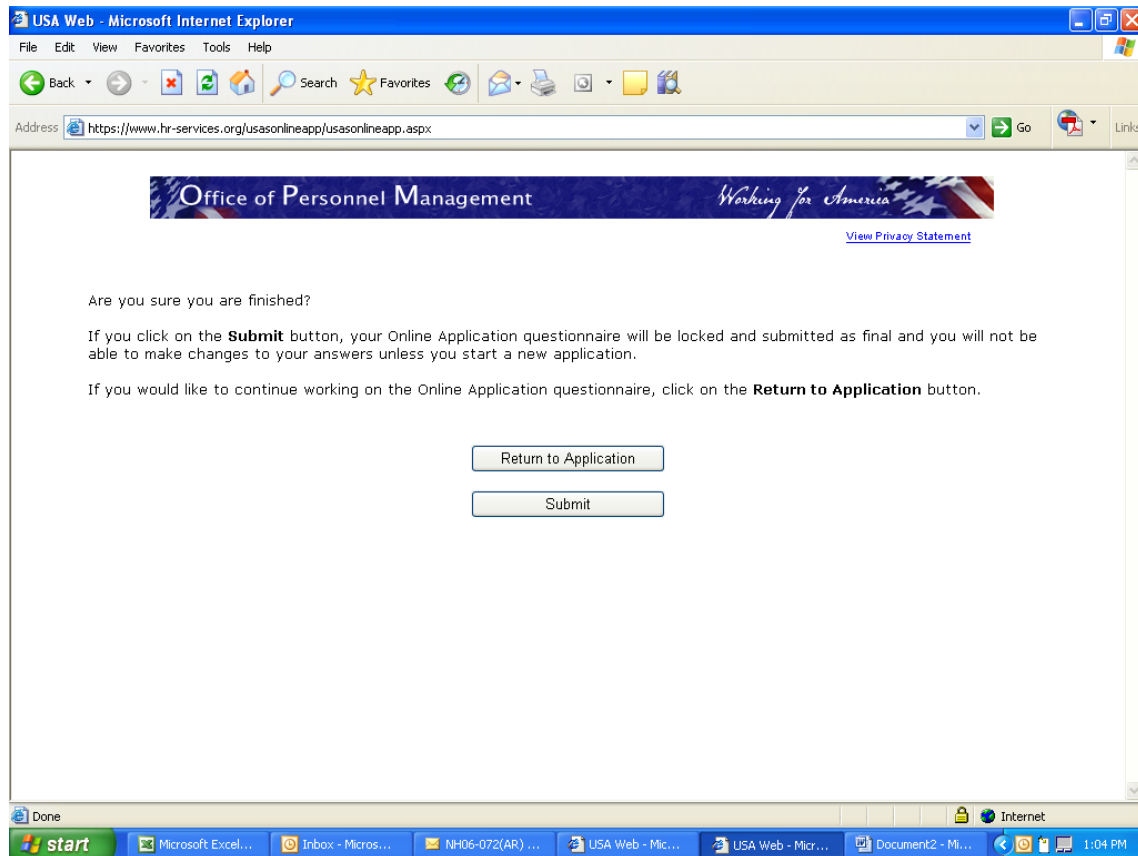 USA Web - Microsoft Internet Explorer
File Edit View Favorites Tools Help
Back Search Favorites
Address https://www.hr-services.org/usasonlineapp/usasonlineapp.aspx Go Links
Office of Personnel Management Working for America
View Privacy Statement
Are you sure you are finished?
If you click on the Submit button, your Online Application questionnaire will be locked and submitted as final and you will not be
able to make changes to your answers unless you start a new application.
If you would like to continue working on the Online Application questionnaire, click on the Return to Application button.
Return to Application
Submit
Done Internet
start Microsoft Excel... Inbox - Micros... NH06-072(AR) ... USA Web - Mic... USA Web - Micr... Document2 - Mi... 1:04 PM